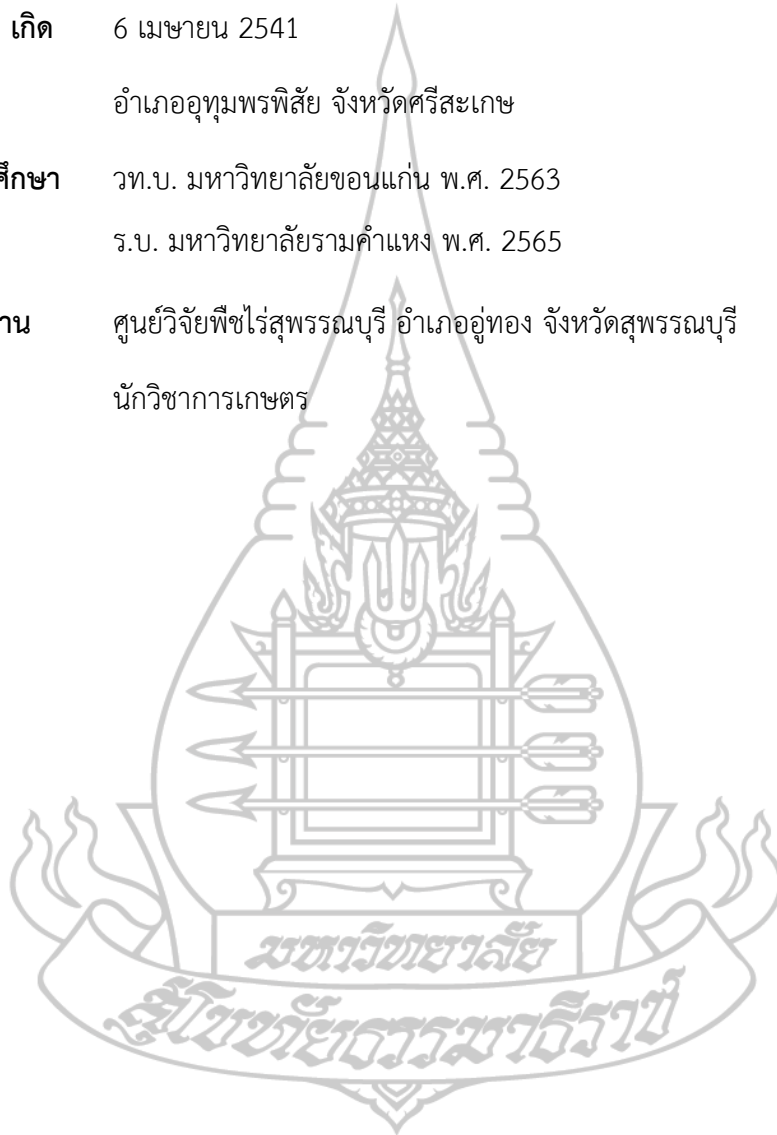 เกิด 6 เมษายน 2541
อำเภออุทุมพรพิสัย จังหวัดศรีสะเกษ
ศึกษา วท.บ. มหาวิทยาลัยขอนแก่น พ.ศ. 2563
ร.บ. มหาวิทยาลัยรามคำแหง พ.ศ. 2565
าน ศูนย์วิจัยพืชไร่สุพรรณบุรี อำเภออู่ทอง จังหวัดสุพรรณบุรี
นักวิชาการเกษตร
มหาวิทยาลัย
สุโขทัยธรรมาธิราช